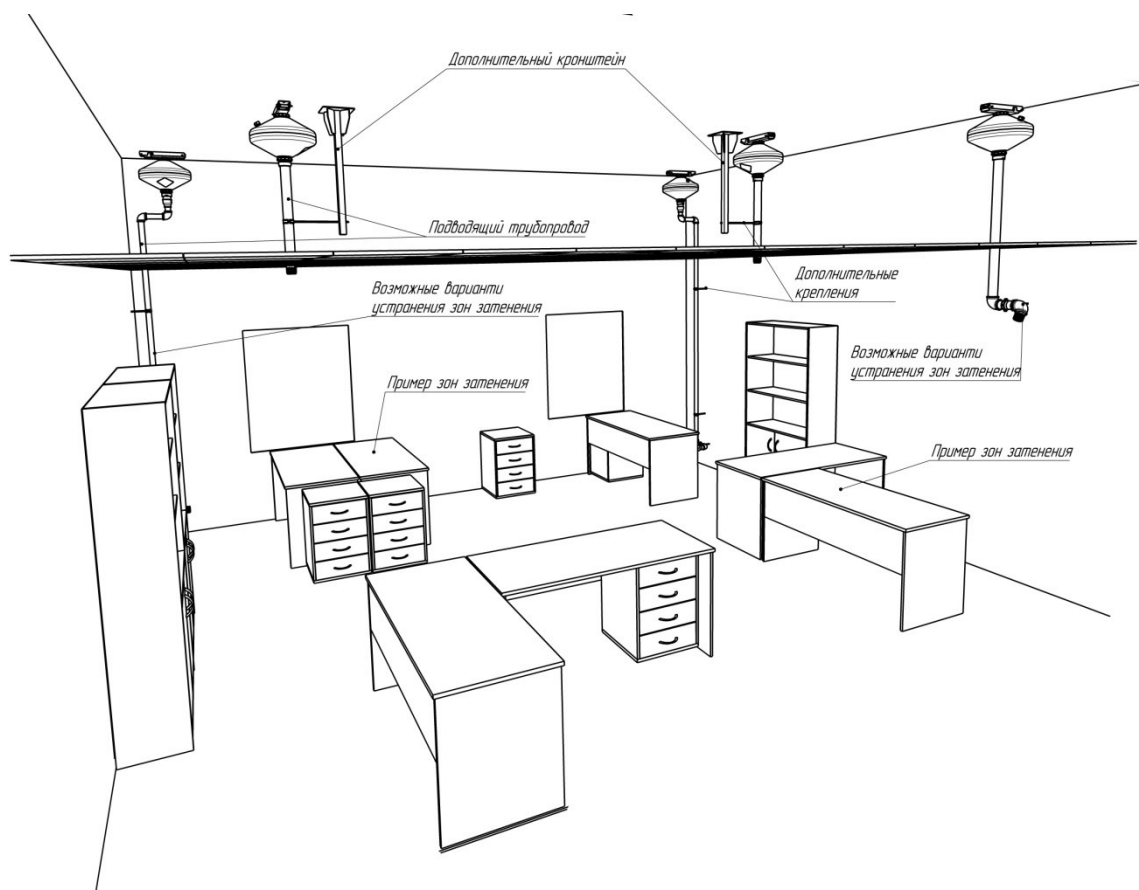 Дополнительный кронштейн
Подводящий трубопровод
Дополнительные
крепления
Возможные варианти
устранения зон затенения
Возможные варианти
устранения зон затенения
Пример зон затенения
Пример зон затенения